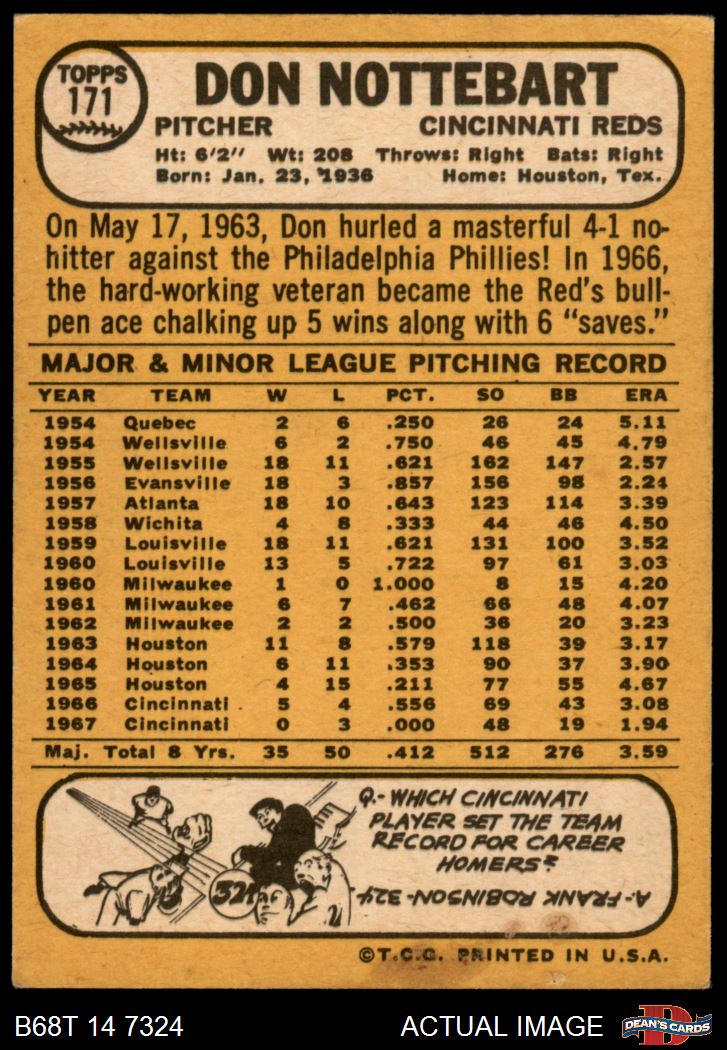 TOPPS
171
DON NOTTEBART
PITCHER CINCINNATI REDS
Ht: 6'2" Wt: 208 Throws: Right Bats: Right
Born: Jan. 23, 1936 Home: Houston, Tex.
On May 17, 1963, Don hurled a masterful 4-1 no-
hitter against the Philadelphia Phillies! In 1966,
the hard-working veteran became the Red's bull-
pen ace chalking up 5 wins along with 6 "saves."
MAJOR & MINOR LEAGUE PITCHING RECORD
YEAR TEAM W L PCT. SO BB ERA
1954 Quebec 2 6 .250 26 24 5.11
1954 Wellsville 6 2 .750 46 45 4.79
1955 Wellsville 18 11 .621 162 147 2.57
1956 Evansville 18 3 .857 156 98 2.24
1957 Atlanta 18 10 .643 123 114 3.39
1958 Wichita 4 8 .333 44 46 4.50
1959 Louisville 18 11 .621 131 100 3.52
1960 Louisville 13 5 .722 97 61 3.03
1960 Milwaukee 1 0 1.000 8 15 4.20
1961 Milwaukee 6 7 .462 66 48 4.07
1962 Milwaukee 2 2 .500 36 20 3.23
1963 Houston 11 8 .579 118 39 3.17
1964 Houston 6 11 .353 90 37 3.90
1965 Houston 4 15 .211 77 55 4.67
1966 Cincinnati 5 4 .556 69 43 3.08
1967 Cincinnati 0 3 .000 48 19 1.94
Maj. Total 8 Yrs. 35 50 .412 512 276 3.59
Q.- WHICH CINCINNATI
PLAYER SET THE TEAM
RECORD FOR CAREER
HOMERS?
324
A.- FRANK ROBINSON - 324
©T.C.G. PRINTED IN U.S.A.
B68T 14 7324 ACTUAL IMAGE
D
DEAN'S CARDS